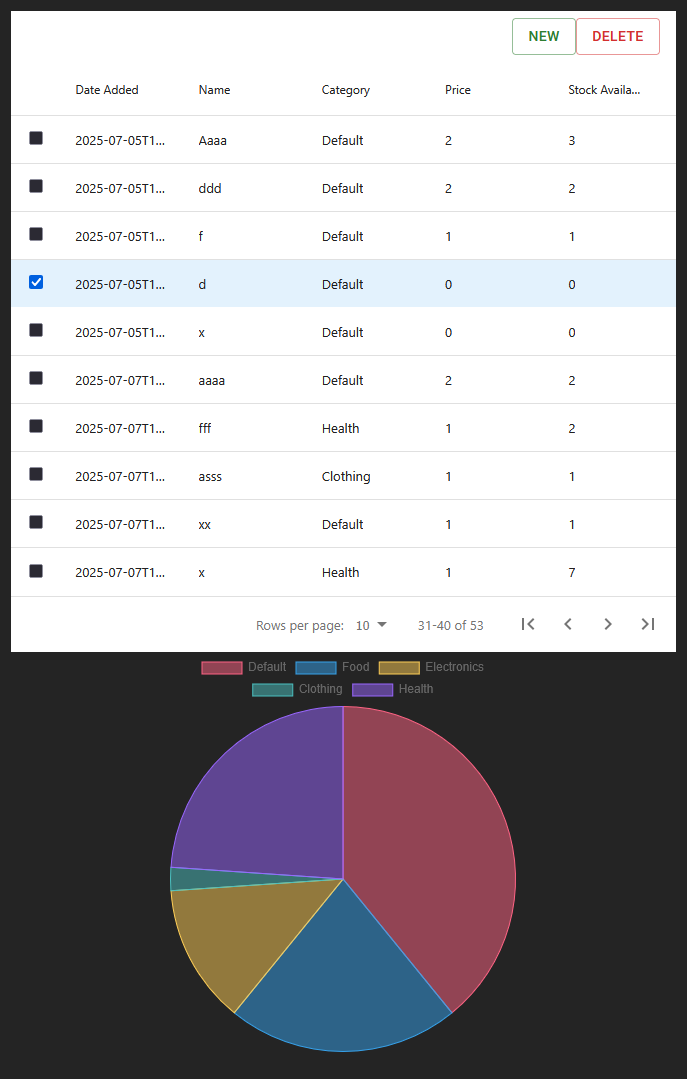 NEW DELETE
Date Added Name Category Price Stock Availa...
2025-07-05T1... Aaaa Default 2 3
2025-07-05T1... ddd Default 2 2
2025-07-05T1... f Default 1 1
2025-07-05T1... d Default 0 0
2025-07-05T1... x Default 0 0
2025-07-07T1... aaaa Default 2 2
2025-07-07T1... fff Health 1 2
2025-07-07T1... asss Clothing 1 1
2025-07-07T1... xx Default 1 1
2025-07-07T1... x Health 1 7
Rows per page: 10 31-40 of 53
Default Food Electronics
Clothing Health